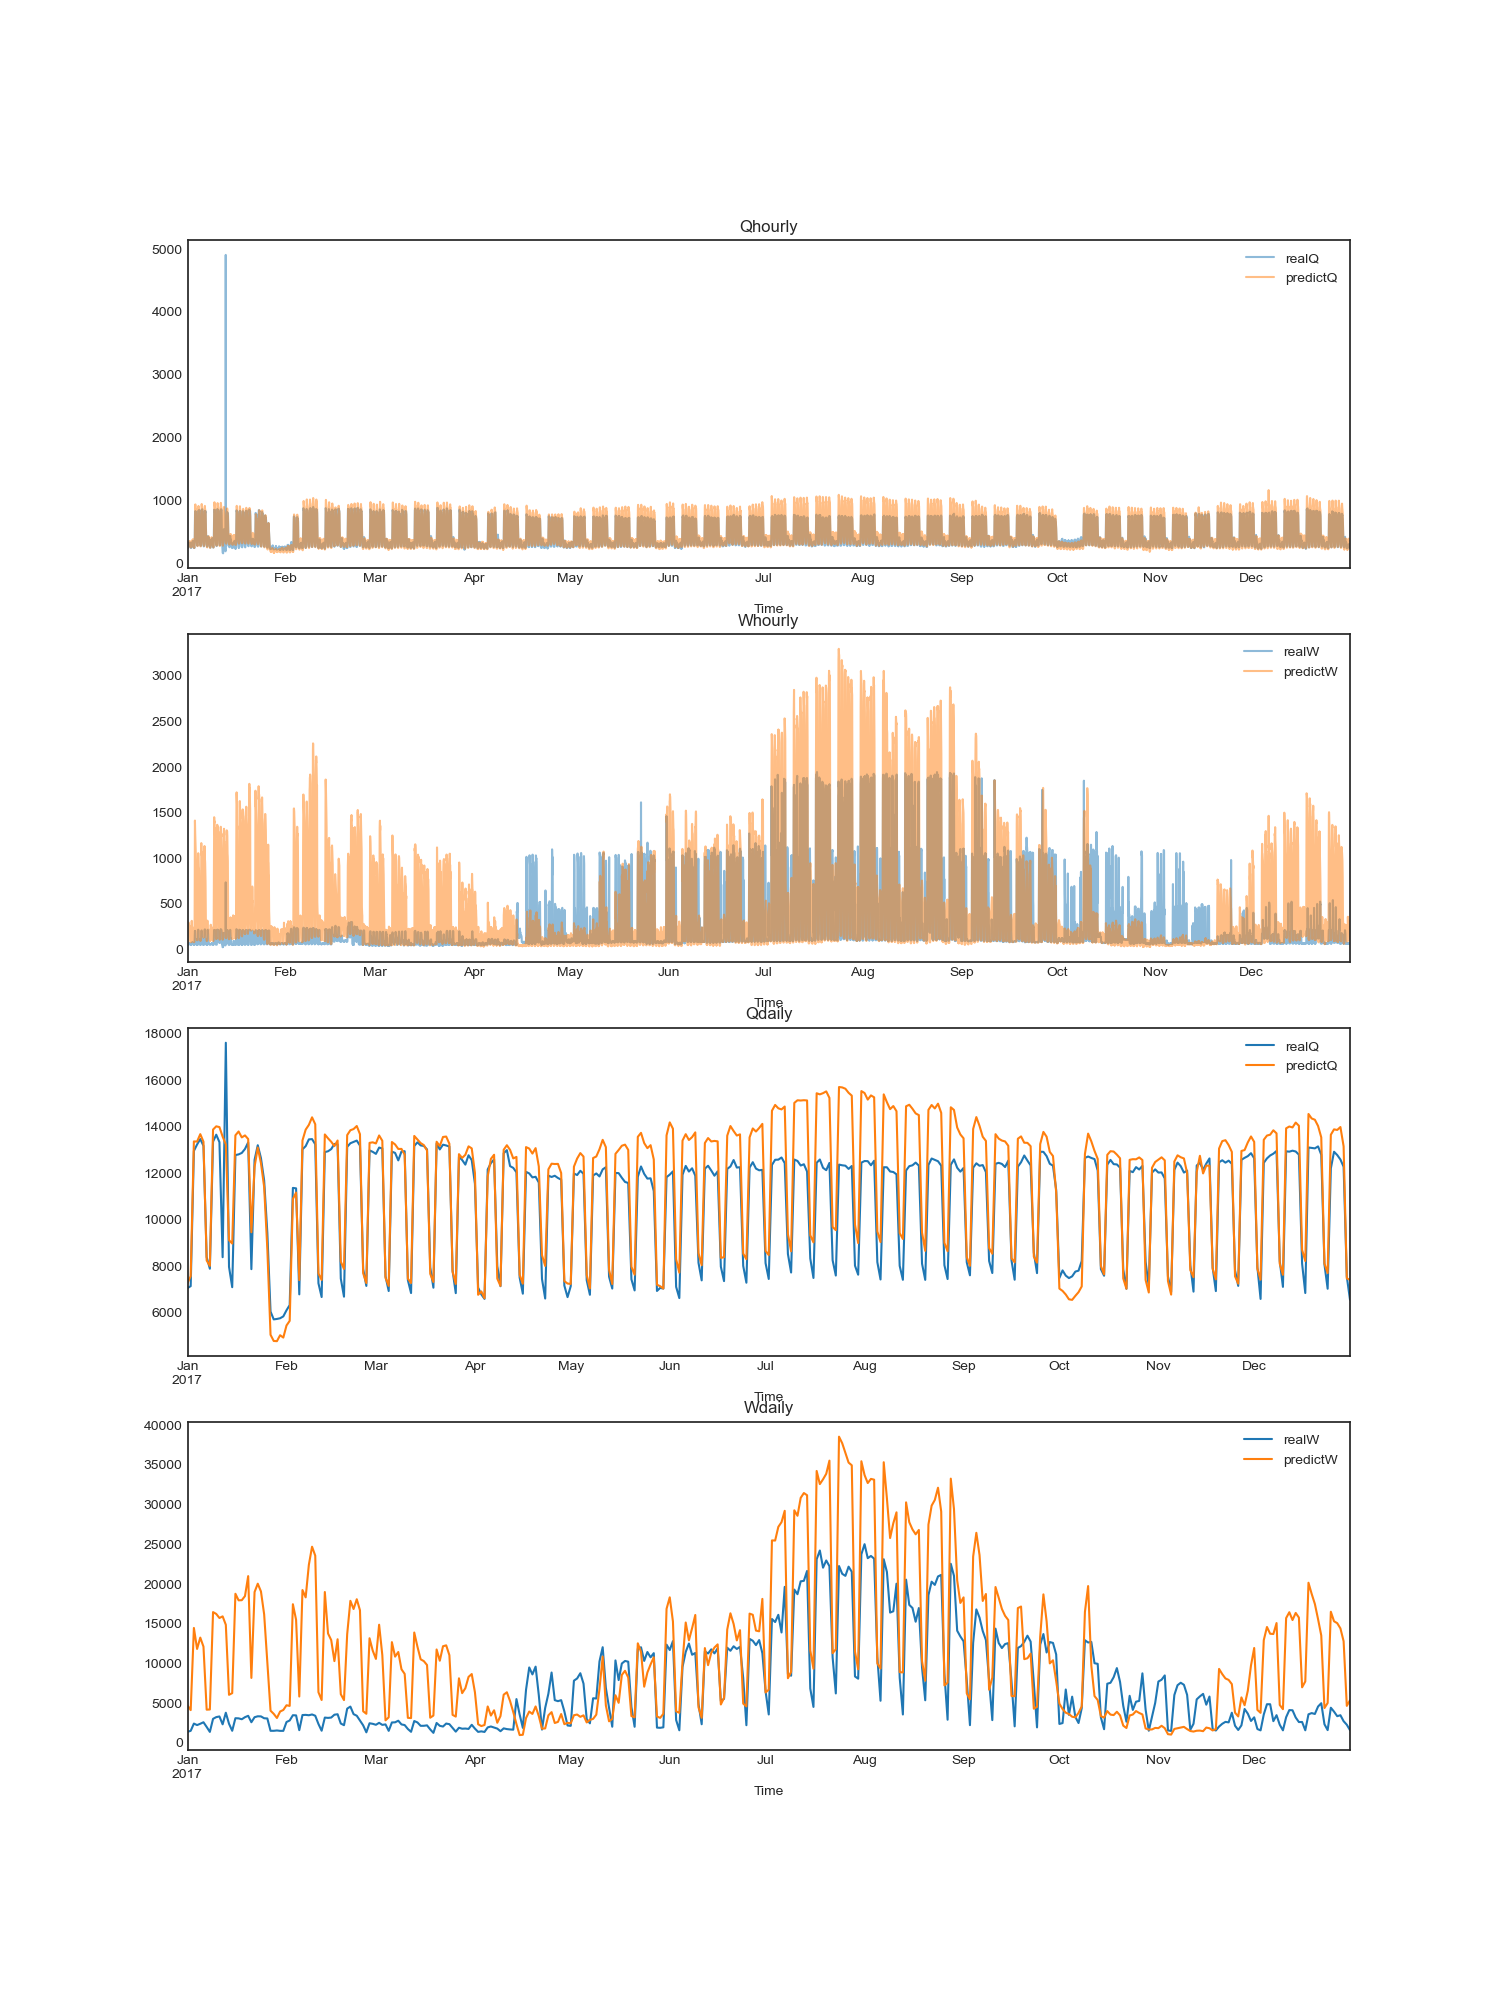 Qhourly
5000
4000
3000
2000
1000
0
realQ
predictQ
Jan Feb Mar Apr May Jun Jul Aug Sep Oct Nov Dec
2017
Time
Whourly
3000
2500
2000
1500
1000
500
0
realW
predictW
Jan Feb Mar Apr May Jun Jul Aug Sep Oct Nov Dec
2017
Time
Qdaily
18000
16000
14000
12000
10000
8000
6000
realQ
predictQ
Jan Feb Mar Apr May Jun Jul Aug Sep Oct Nov Dec
2017
Time
Wdaily
40000
35000
30000
25000
20000
15000
10000
5000
0
realW
predictW
Jan Feb Mar Apr May Jun Jul Aug Sep Oct Nov Dec
2017
Time